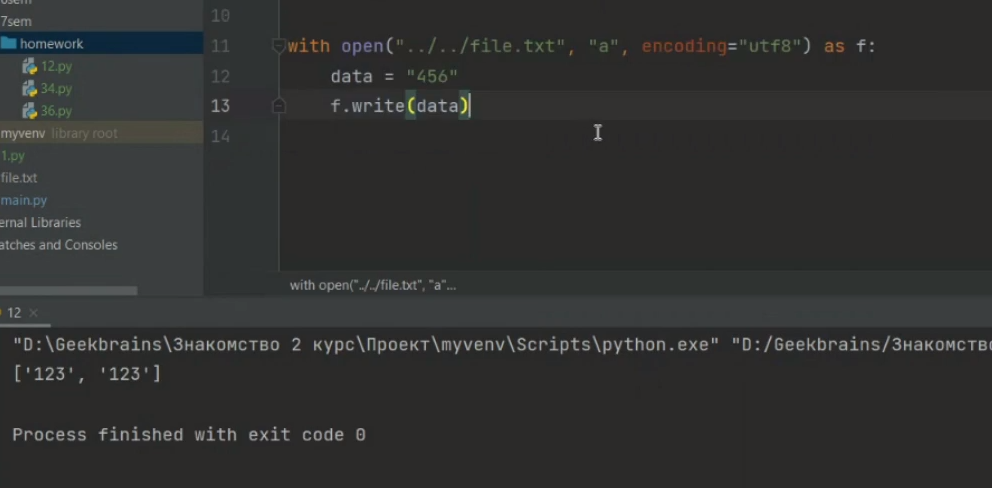 7sem
homework
12.py
34.py
36.py
myvenv library root
1.py
file.txt
main.py
ernal Libraries
atches and Consoles
10
11 with open("../../file.txt", "a", encoding="utf8") as f:
12 data = "456"
13 f.write(data)
14
with open("../../file.txt", "a"...
12 ×
"D:\Geekbrains\Знакомство 2 курс\Проект\myvenv\Scripts\python.exe" "D:/Geekbrains/Знакомство
['123', '123']
Process finished with exit code 0